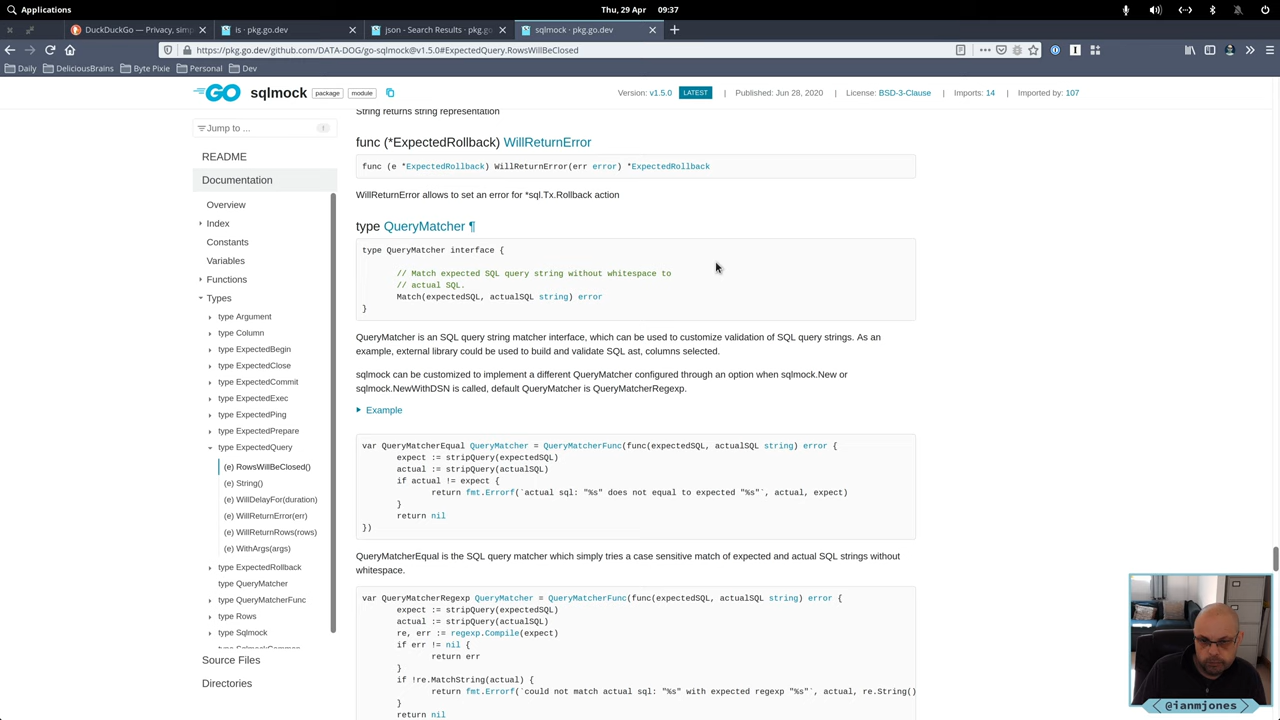 Applications
Thu, 29 Apr 09:37
DuckDuckGo — Privacy, simp
is · pkg.go.dev
json - Search Results · pkg.go
sqlmock · pkg.go.dev
https://pkg.go.dev/github.com/DATA-DOG/go-sqlmock@v1.5.0#ExpectedQuery.RowsWillBeClosed
Daily
DeliciousBrains
Byte Pixie
Personal
Dev
GO
sqlmock
package
module
Version: v1.5.0
LATEST
Published: Jun 28, 2020
License: BSD-3-Clause
Imports: 14
Imported by: 107
Jump to ...
README
Documentation
Overview
Index
Constants
Variables
Functions
Types
type Argument
type Column
type ExpectedBegin
type ExpectedClose
type ExpectedCommit
type ExpectedExec
type ExpectedPing
type ExpectedPrepare
type ExpectedQuery
(e) RowsWillBeClosed()
(e) String()
(e) WillDelayFor(duration)
(e) WillReturnError(err)
(e) WillReturnRows(rows)
(e) WithArgs(args)
type ExpectedRollback
type QueryMatcher
type QueryMatcherFunc
type Rows
type Sqlmock
type SqlmockCommon
Source Files
Directories
String returns string representation
func (*ExpectedRollback) WillReturnError
func (e *ExpectedRollback) WillReturnError(err error) *ExpectedRollback
WillReturnError allows to set an error for *sql.Tx.Rollback action
type QueryMatcher ¶
type QueryMatcher interface {
// Match expected SQL query string without whitespace to
// actual SQL.
Match(expectedSQL, actualSQL string) error
}
QueryMatcher is an SQL query string matcher interface, which can be used to customize validation of SQL query strings. As an
example, external library could be used to build and validate SQL ast, columns selected.
sqlmock can be customized to implement a different QueryMatcher configured through an option when sqlmock.New or
sqlmock.NewWithDSN is called, default QueryMatcher is QueryMatcherRegexp.
Example
var QueryMatcherEqual QueryMatcher = QueryMatcherFunc(func(expectedSQL, actualSQL string) error {
expect := stripQuery(expectedSQL)
actual := stripQuery(actualSQL)
if actual != expect {
return fmt.Errorf(`actual sql: "%s" does not equal to expected "%s"`, actual, expect)
}
return nil
})
QueryMatcherEqual is the SQL query matcher which simply tries a case sensitive match of expected and actual SQL strings without
whitespace.
var QueryMatcherRegexp QueryMatcher = QueryMatcherFunc(func(expectedSQL, actualSQL string) error {
expect := stripQuery(expectedSQL)
actual := stripQuery(actualSQL)
re, err := regexp.Compile(expect)
if err != nil {
return err
}
if !re.MatchString(actual) {
return fmt.Errorf(`could not match actual sql: "%s" with expected regexp "%s"`, actual, re.String()
}
return nil
@ianmjones